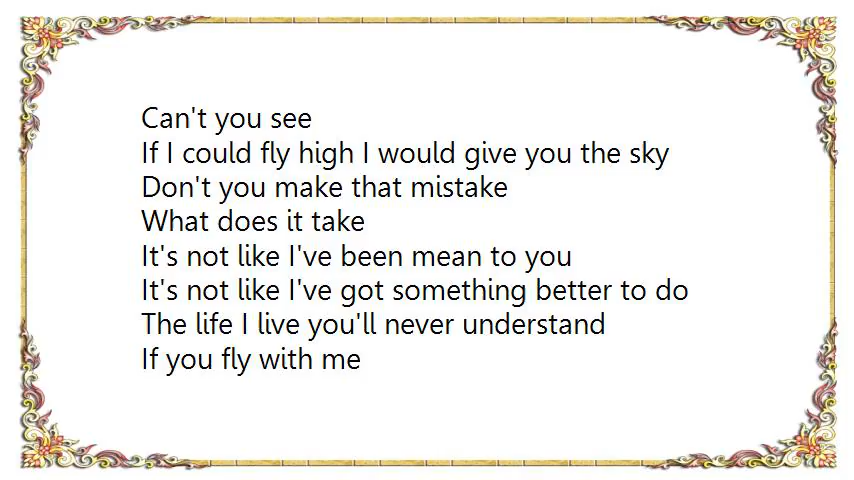 Can't you see
If I could fly high I would give you the sky
Don't you make that mistake
What does it take
It's not like I've been mean to you
It's not like I've got something better to do
The life I live you'll never understand
If you fly with me